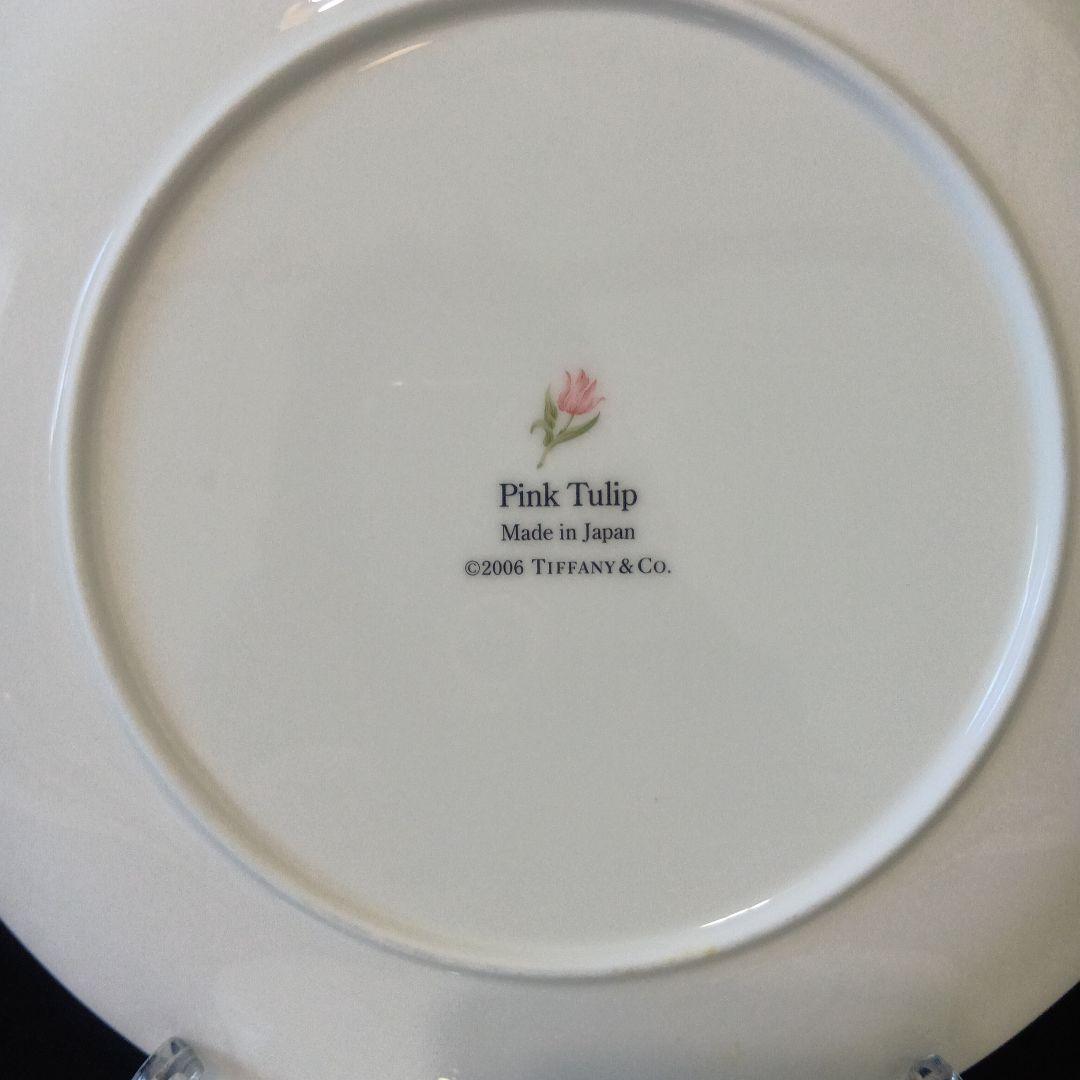 Pink Tulip
Made in Japan
©2006 TIFFANY & CO.